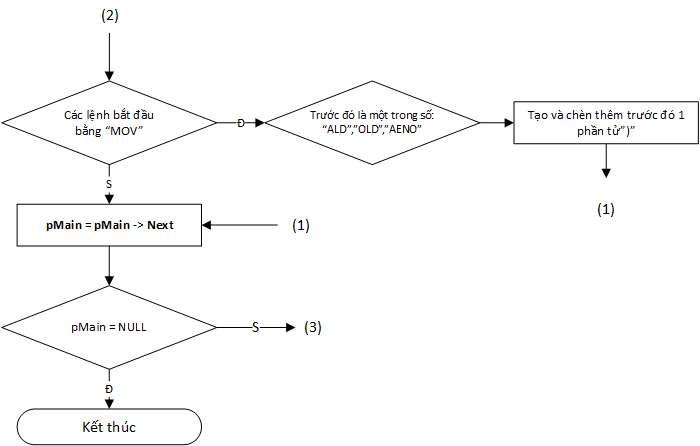 (2)
Các lệnh bắt đầu
bằng “MOV”
Đ
Trước đó là một trong số:
“ALD”,”OLD”,”AENO”
Tạo và chèn thêm trước đó 1
phần tử”)”
(1)
S
pMain = pMain -> Next
(1)
pMain = NULL
S
(3)
Đ
Kết thúc